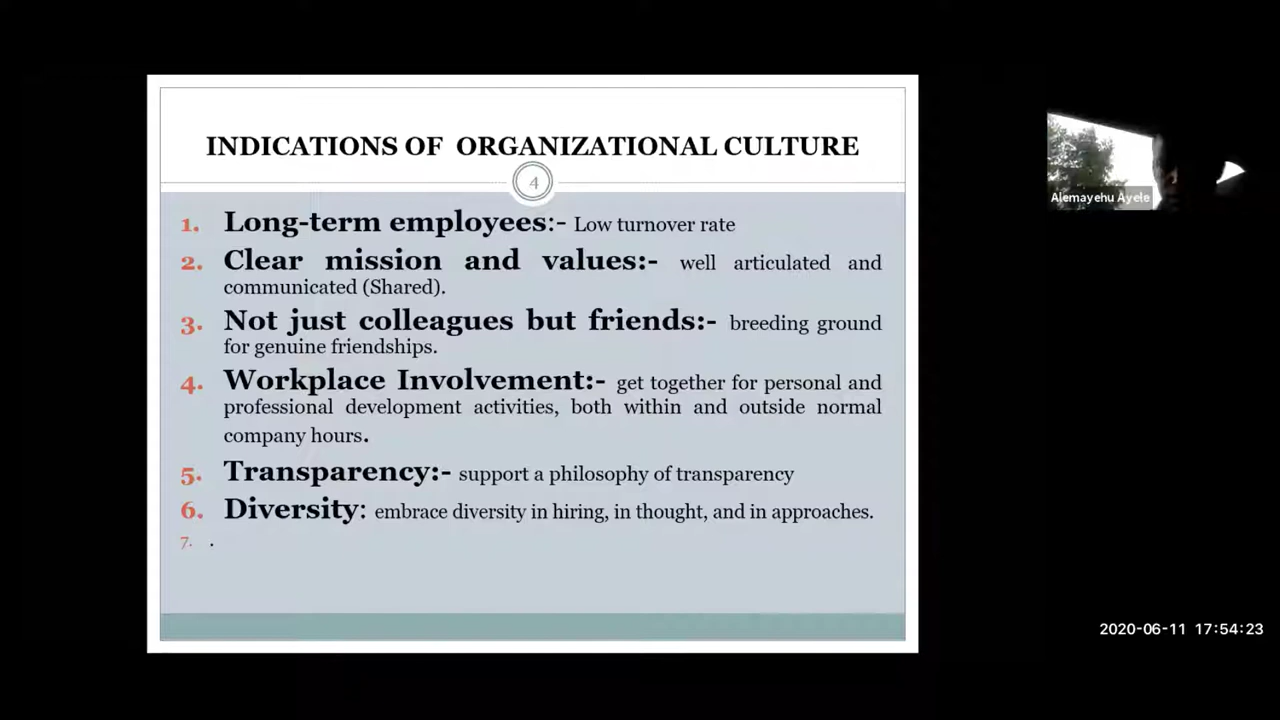 INDICATIONS OF ORGANIZATIONAL CULTURE
4
1. Long-term employees:- Low turnover rate
2. Clear mission and values:- well articulated and
communicated (Shared).
3. Not just colleagues but friends:- breeding ground
for genuine friendships.
4. Workplace Involvement:- get together for personal and
professional development activities, both within and outside normal
company hours.
5. Transparency:- support a philosophy of transparency
6. Diversity: embrace diversity in hiring, in thought, and in approaches.
7. .
Alemayehu Ayele
2020-06-11 17:54:23